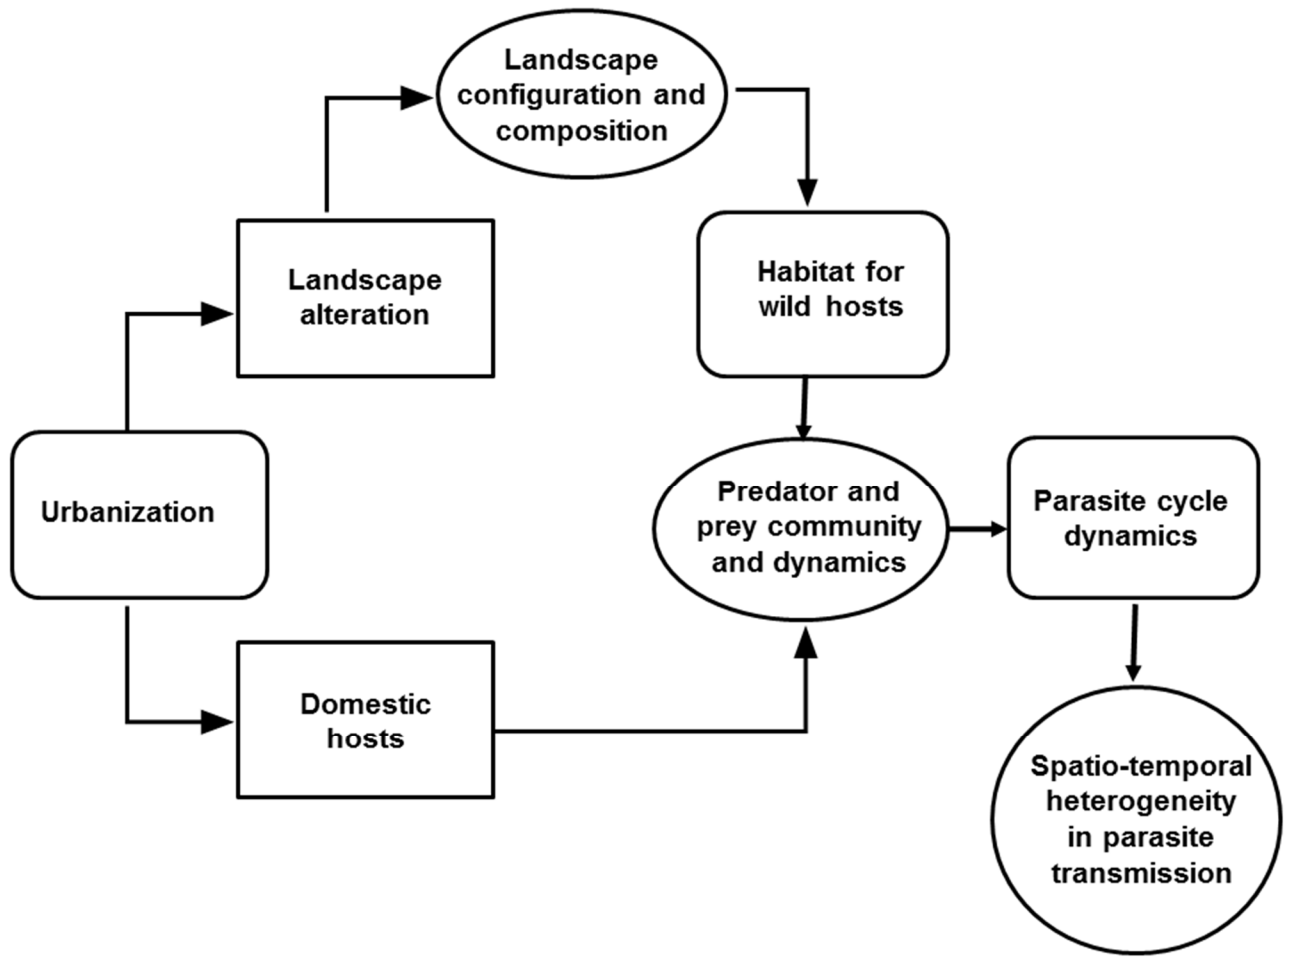 Landscape
configuration and
composition
Landscape
alteration
Habitat for
wild hosts
Urbanization
Predator and
prey community
and dynamics
Parasite cycle
dynamics
Domestic
hosts
Spatio-temporal
heterogeneity
in parasite
transmission